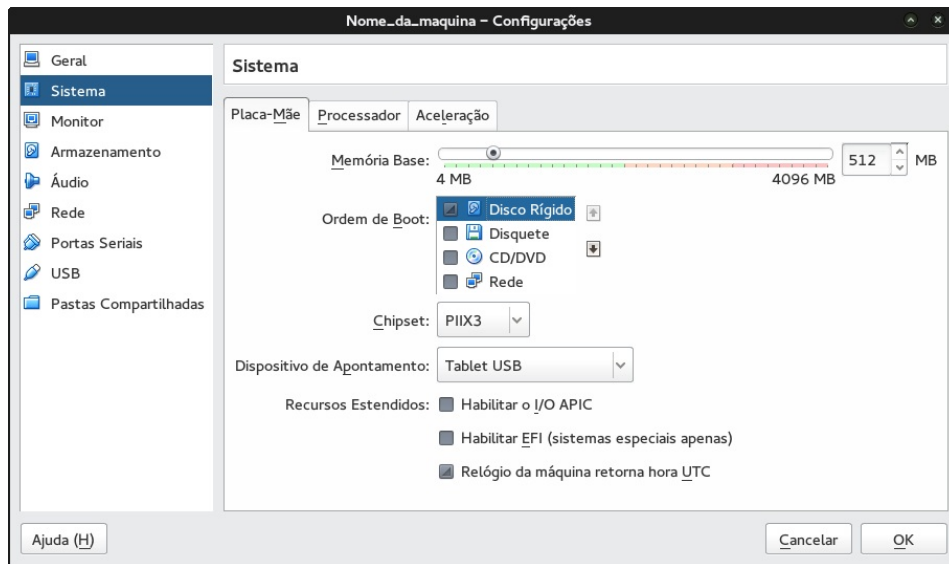 Nome_da_maquina – Configurações
Geral
Sistema
Monitor
Armazenamento
Áudio
Rede
Portas Seriais
USB
Pastas Compartilhadas
Sistema
Placa-Mãe Processador Aceleração
Memória Base: 512 MB
4 MB 4096 MB
Ordem de Boot: Disco Rígido
Disquete
CD/DVD
Rede
Chipset: PIIX3
Dispositivo de Apontamento: Tablet USB
Recursos Estendidos: Habilitar o I/O APIC
Habilitar EFI (sistemas especiais apenas)
Relógio da máquina retorna hora UTC
Ajuda (H) Cancelar OK